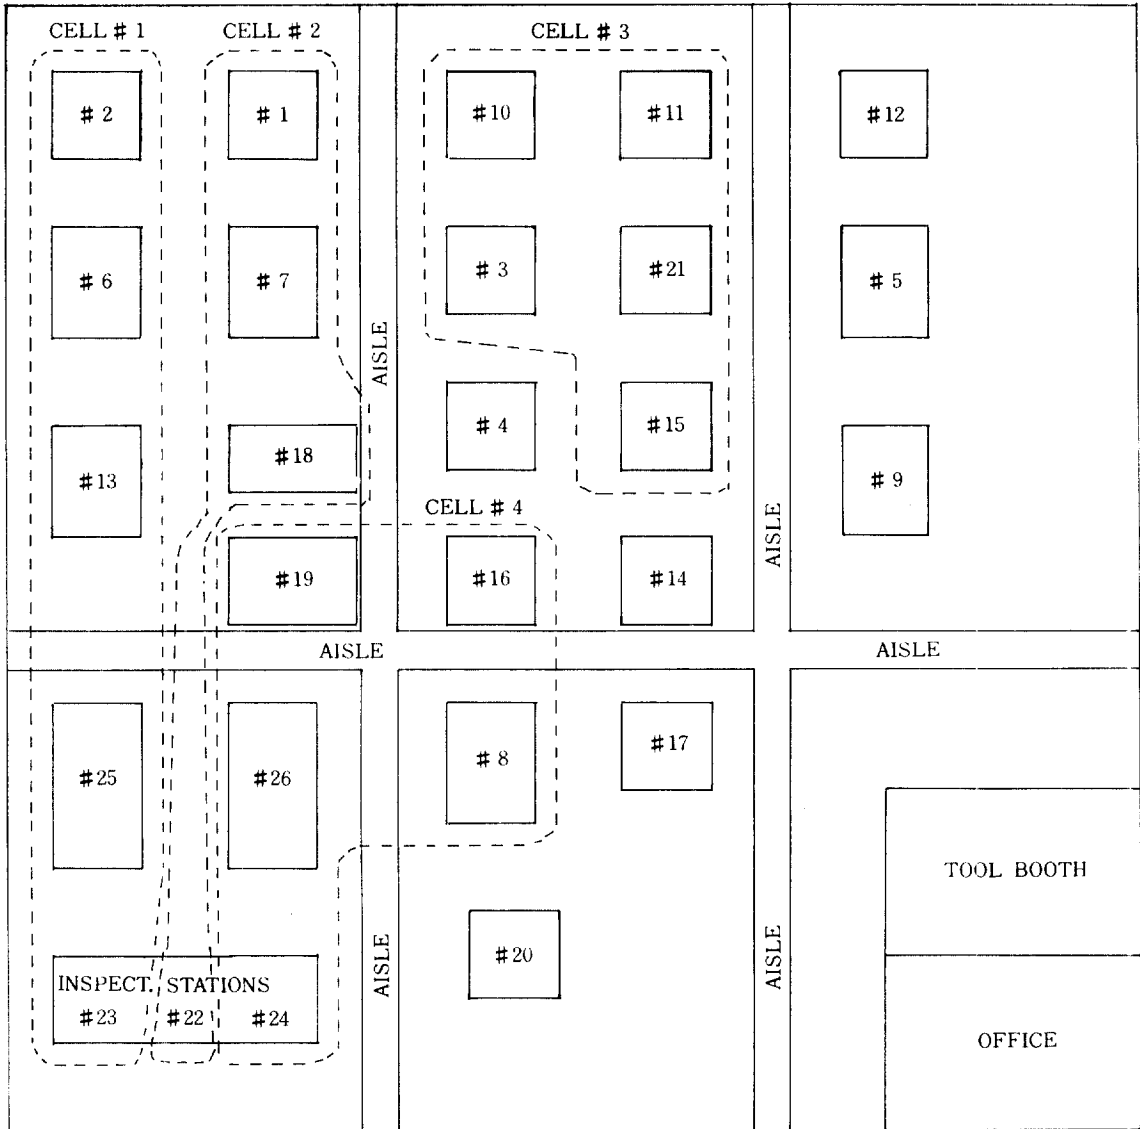 CELL # 1
CELL # 2
CELL # 3
# 2
# 1
#10
#11
#12
# 6
# 7
# 3
#21
# 5
AISLE
# 4
#15
#18
#13
# 9
CELL # 4
AISLE
#19
#16
#14
AISLE
AISLE
#25
#26
# 8
#17
TOOL BOOTH
#20
AISLE
AISLE
INSPECT. STATIONS
#23
#22
#24
OFFICE